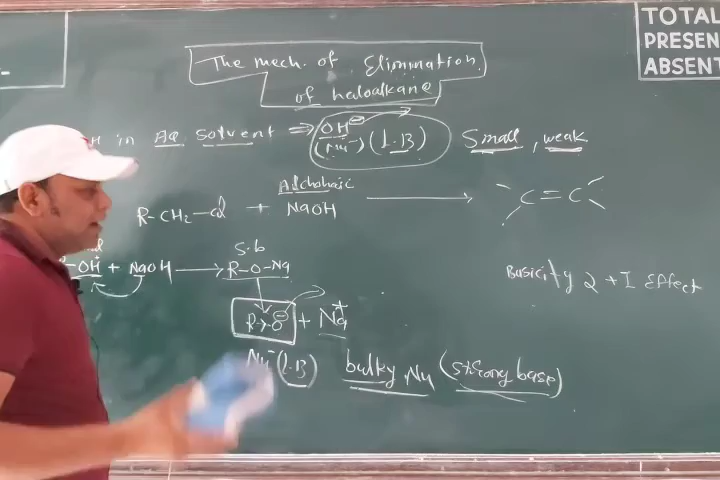 TOTAL
PRESEN
ABSENT
The mech. of Elimination
of haloalkane
H in Aq solvent ⇒ OH⊖ (Nu⁻) (L.B) Small, weak
R-CH₂-Cl + Alchoholic NaOH → C=C
R-OH + NaOH → R-O-Na
S.b
Basicity α +I Effect
R→O⊖ + Na⁺
Nu⁻ (L.B) bulky Nu (strong base)